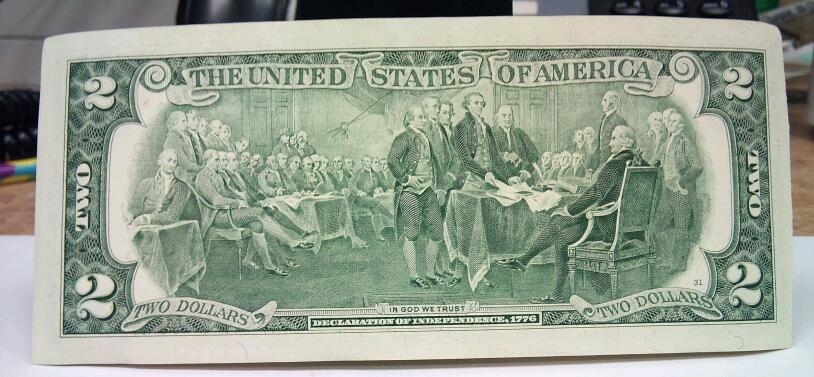 2 THE UNITED STATES OF AMERICA 2
TWO
TWO
31
2 TWO DOLLARS IN GOD WE TRUST TWO DOLLARS 2
DECLARATION OF INDEPENDENCE, 1776